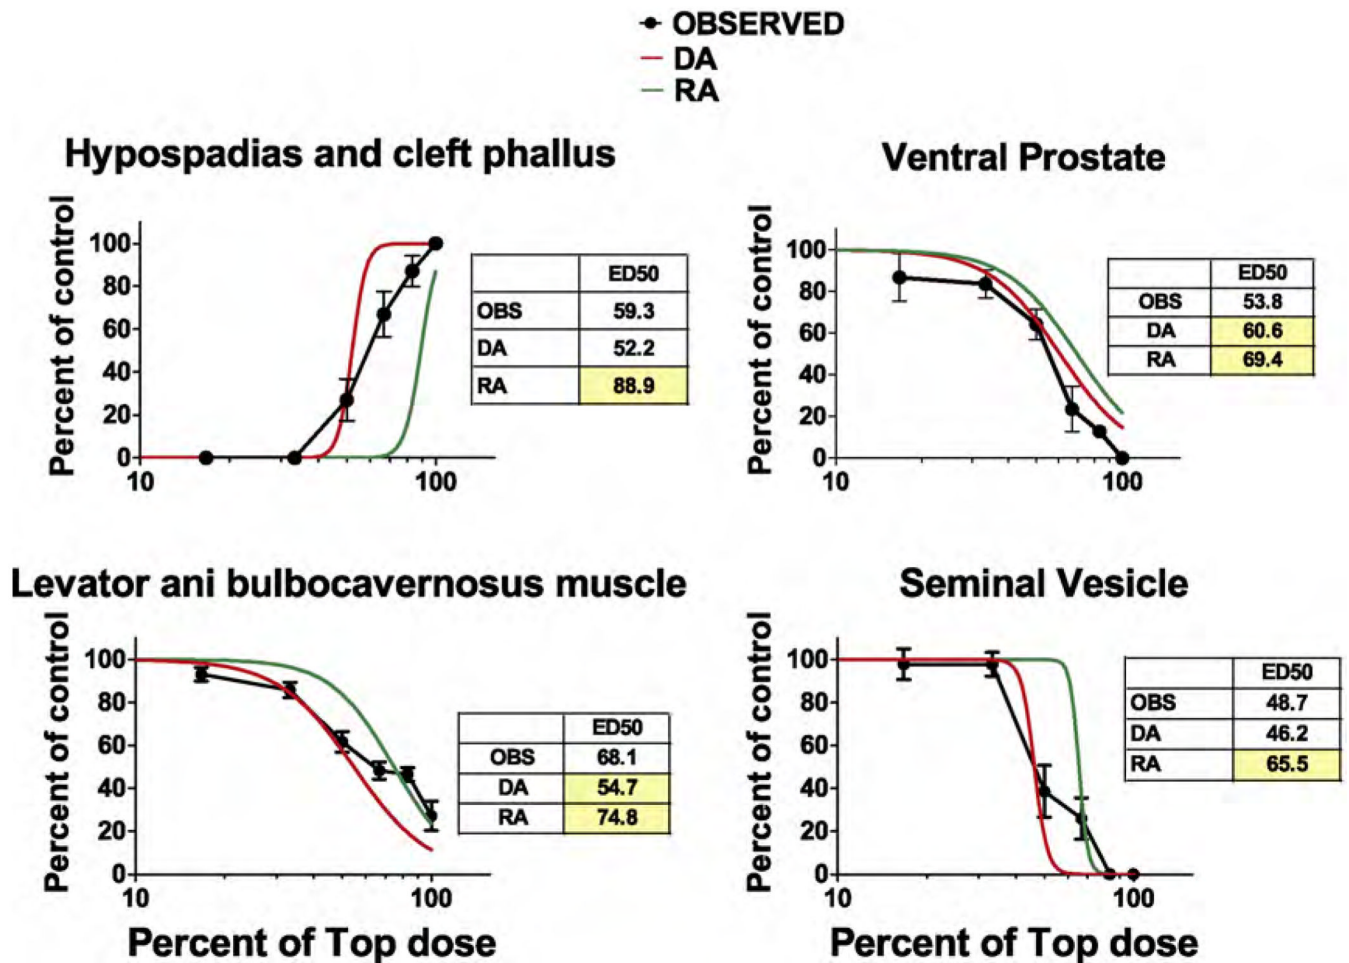 OBSERVED
DA
RA
Hypospadias and cleft phallus
Percent of control
100
80
60
40
20
0
10
100
ED50
OBS 59.3
DA 52.2
RA 88.9
Ventral Prostate
Percent of control
100
80
60
40
20
0
10
100
ED50
OBS 53.8
DA 60.6
RA 69.4
Levator ani bulbocavernosus muscle
Percent of control
100
80
60
40
20
0
10
100
Percent of Top dose
ED50
OBS 68.1
DA 54.7
RA 74.8
Seminal Vesicle
Percent of control
100
80
60
40
20
0
10
100
Percent of Top dose
ED50
OBS 48.7
DA 46.2
RA 65.5